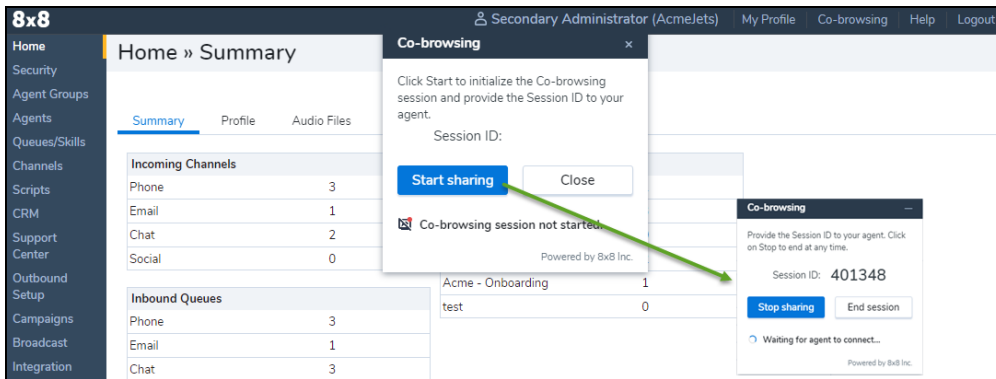 8x8
Secondary Administrator (AcmeJets)
My Profile
Co-browsing
Help
Logout
Home
Security
Agent Groups
Agents
Queues/Skills
Channels
Scripts
CRM
Support
Center
Outbound
Setup
Campaigns
Broadcast
Integration
Home » Summary
Summary
Profile
Audio Files
Incoming Channels
Phone 3
Email 1
Chat 2
Social 0
Inbound Queues
Phone 3
Email 1
Chat 3
Acme - Onboarding 1
test 0
Co-browsing ×
Click Start to initialize the Co-browsing
session and provide the Session ID to your
agent.
Session ID:
Start sharing
Close
Co-browsing session not started.
Powered by 8x8 Inc.
Co-browsing –
Provide the Session ID to your agent. Click
on Stop to end at any time.
Session ID: 401348
Stop sharing
End session
Waiting for agent to connect...
Powered by 8x8 Inc.